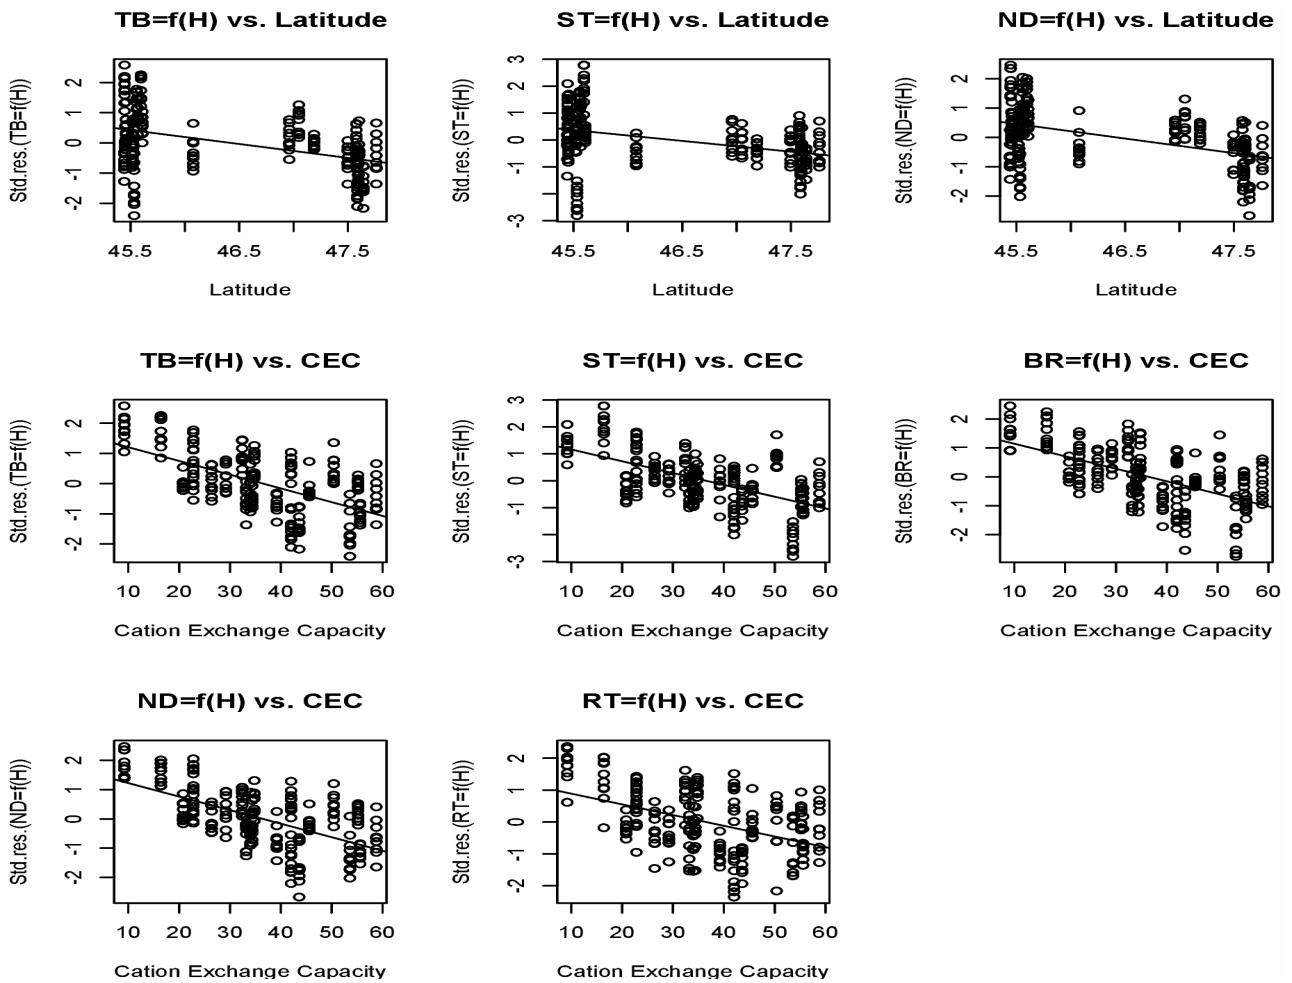 TB=f(H) vs. Latitude
ST=f(H) vs. Latitude
ND=f(H) vs. Latitude
Std.res.(TB=f(H))
2
1
0
-1
-2
45.5
46.5
47.5
Latitude
Std.res.(ST=f(H))
3
1
0
-1
-3
45.5
46.5
47.5
Latitude
Std.res.(ND=f(H))
2
1
0
-1
-2
45.5
46.5
47.5
Latitude
TB=f(H) vs. CEC
ST=f(H) vs. CEC
BR=f(H) vs. CEC
Std.res.(TB=f(H))
2
1
0
-1
-2
10 20 30 40 50 60
Cation Exchange Capacity
Std.res.(ST=f(H))
3
1
0
-1
-3
10 20 30 40 50 60
Cation Exchange Capacity
Std.res.(BR=f(H))
2
1
0
-1
-2
10 20 30 40 50 60
Cation Exchange Capacity
ND=f(H) vs. CEC
RT=f(H) vs. CEC
Std.res.(ND=f(H))
2
1
0
-1
-2
10 20 30 40 50 60
Cation Exchange Capacity
Std.res.(RT=f(H))
2
1
0
-1
-2
10 20 30 40 50 60
Cation Exchange Capacity